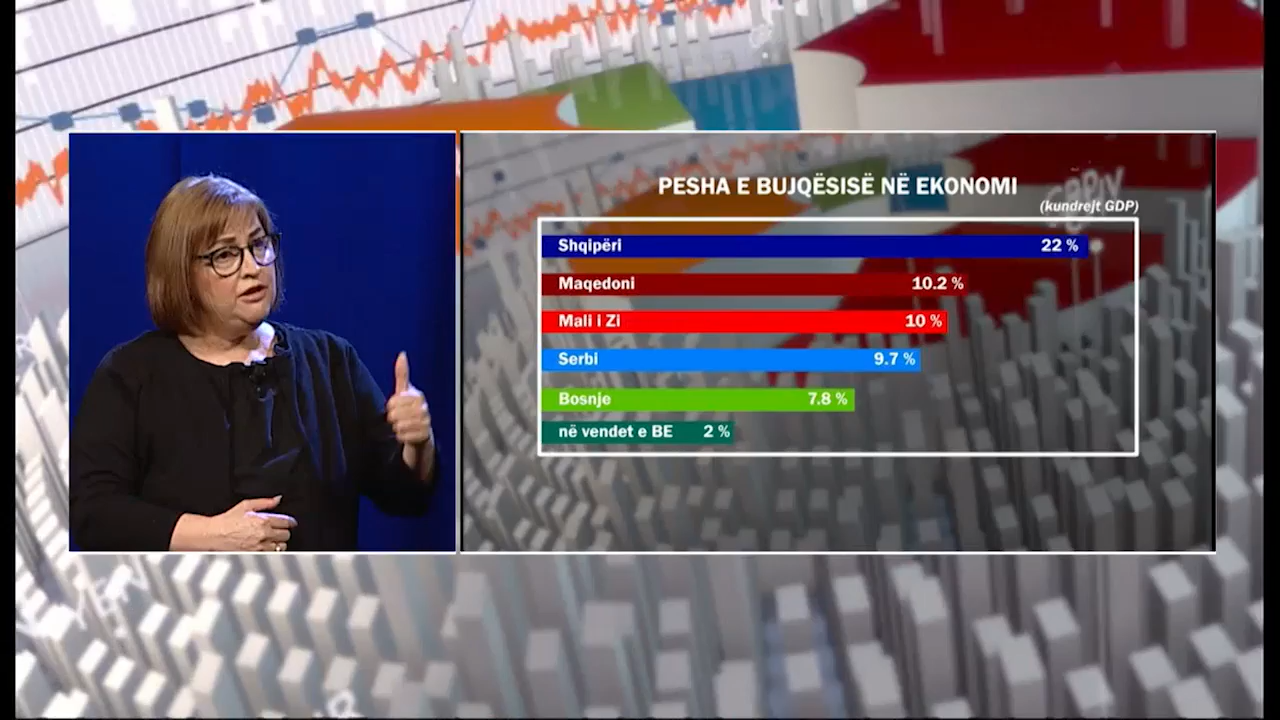 PESHA E BUJQËSISË NË EKONOMI
(kundrejt GDP)
Shqipëri 22 %
Maqedoni 10.2 %
Mali i Zi 10 %
Serbi 9.7 %
Bosnje 7.8 %
në vendet e BE 2 %